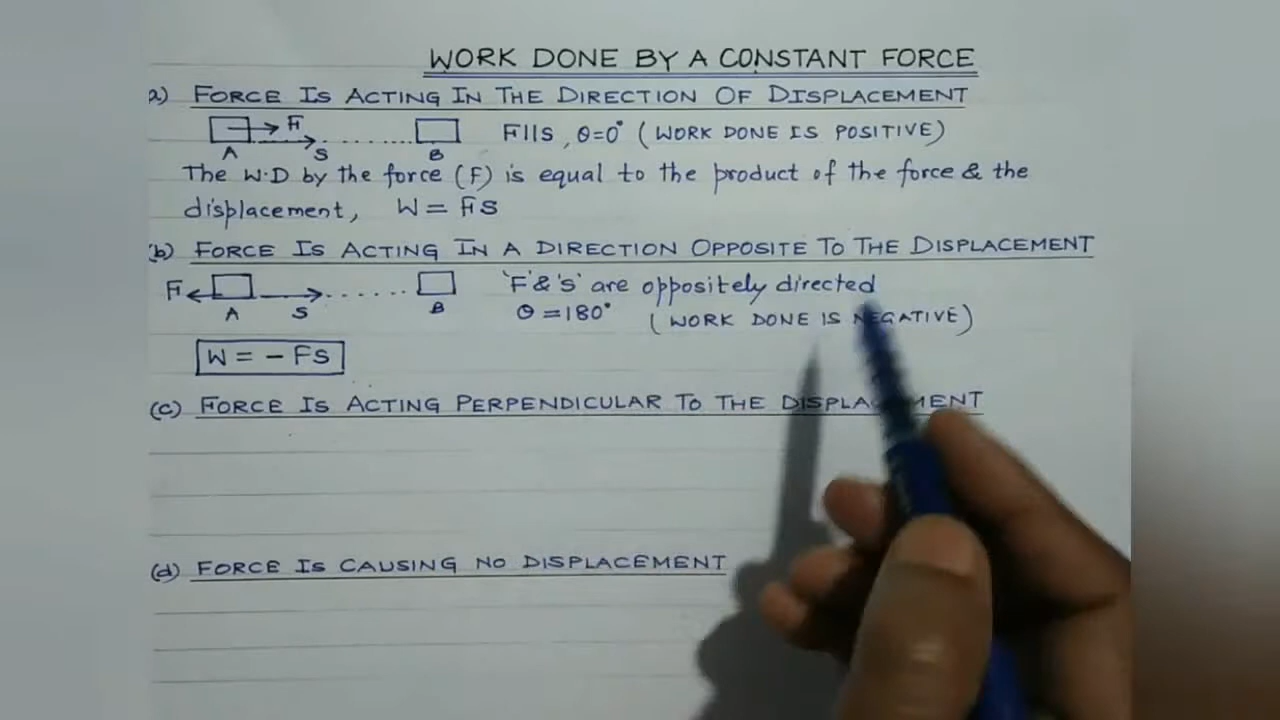 WORK DONE BY A CONSTANT FORCE
a) FORCE IS ACTING IN THE DIRECTION OF DISPLACEMENT
F
A S B
F||S, θ=0° (WORK DONE IS POSITIVE)
The W.D by the force (F) is equal to the product of the force & the
displacement, W = FS
(b) FORCE IS ACTING IN A DIRECTION OPPOSITE TO THE DISPLACEMENT
F
A S B
'F' & 'S' are oppositely directed
θ = 180° (WORK DONE IS NEGATIVE)
W = – FS
(c) FORCE IS ACTING PERPENDICULAR TO THE DISPLACEMENT
(d) FORCE IS CAUSING NO DISPLACEMENT